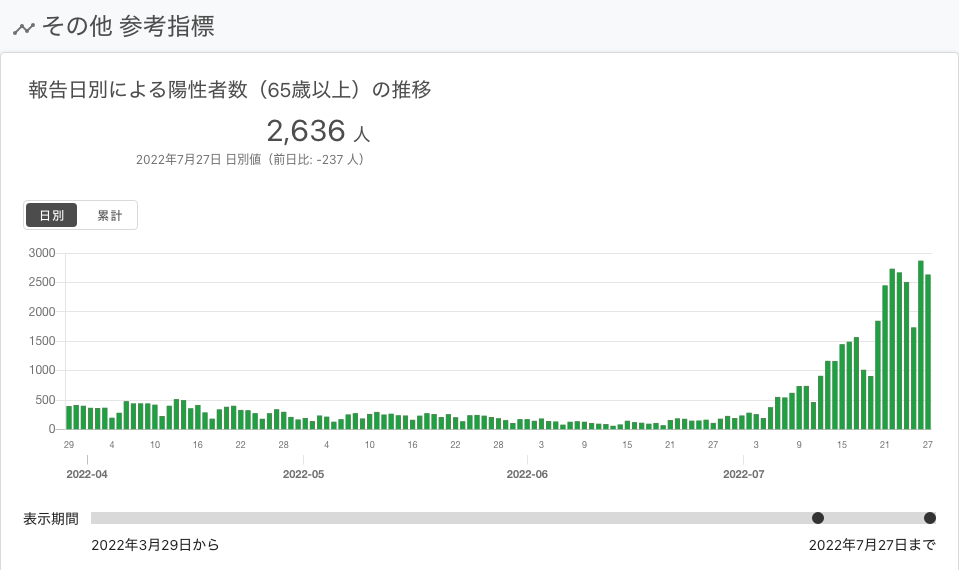 その他 参考指標
報告日別による陽性者数（65歳以上）の推移
2,636 人
2022年7月27日 日別値（前日比: -237 人）
日別 累計
3000
2500
2000
1500
1000
500
0
29 4 10 16 22 28 4 10 16 22 28 3 9 15 21 27 3 9 15 21 27
2022-04 2022-05 2022-06 2022-07
表示期間
2022年3月29日から 2022年7月27日まで